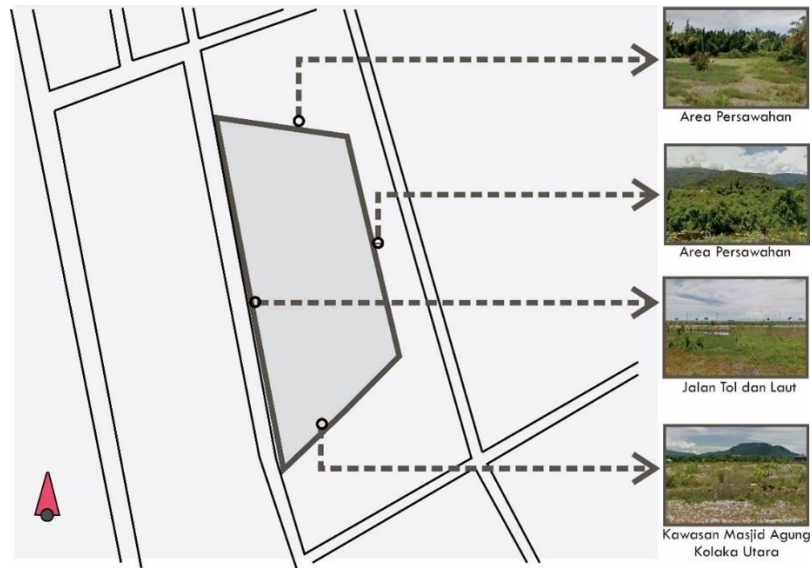 Area Persawahan
Area Persawahan
Jalan Tol dan Laut
Kawasan Masjid Agung
Kolaka Utara